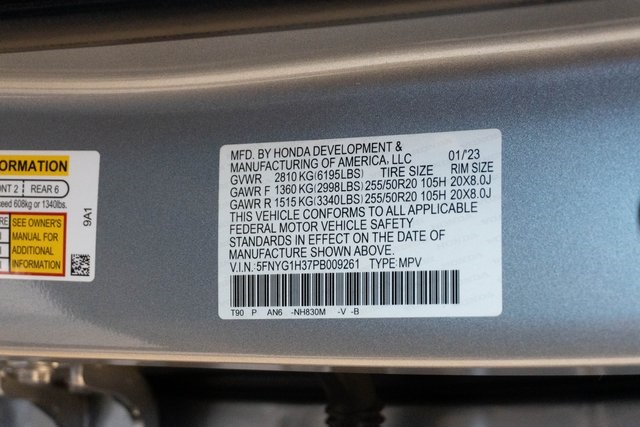 ORMATION
ONT 2 REAR 6
ceed 608kg or 1340lbs.
RE SEE OWNER'S
MANUAL FOR
ADDITIONAL
INFORMATION
9A1
MFD. BY HONDA DEVELOPMENT &
MANUFACTURING OF AMERICA, LLC 01/'23
GVWR 2810 KG(6195LBS) TIRE SIZE RIM SIZE
GAWR F 1360 KG(2998LBS) 255/50R20 105H 20X8.0J
GAWR R 1515 KG(3340LBS) 255/50R20 105H 20X8.0J
THIS VEHICLE CONFORMS TO ALL APPLICABLE
FEDERAL MOTOR VEHICLE SAFETY
STANDARDS IN EFFECT ON THE DATE OF
MANUFACTURE SHOWN ABOVE.
V.I.N.:5FNYG1H37PB009261 TYPE MPV
T90 P AN6 -NH830M -V -B